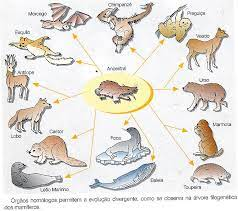 Chimpanzé
Morcego
Preguiça
Esquilo
Ancestral
Antílope
Veado
Urso
Lobo
Castor
Paca
Marmota
Leão Marinho
Baleia
Toupeira
Órgãos homólogos permitem a evolução divergente, como se observa na árvore filogenética
dos mamíferos.